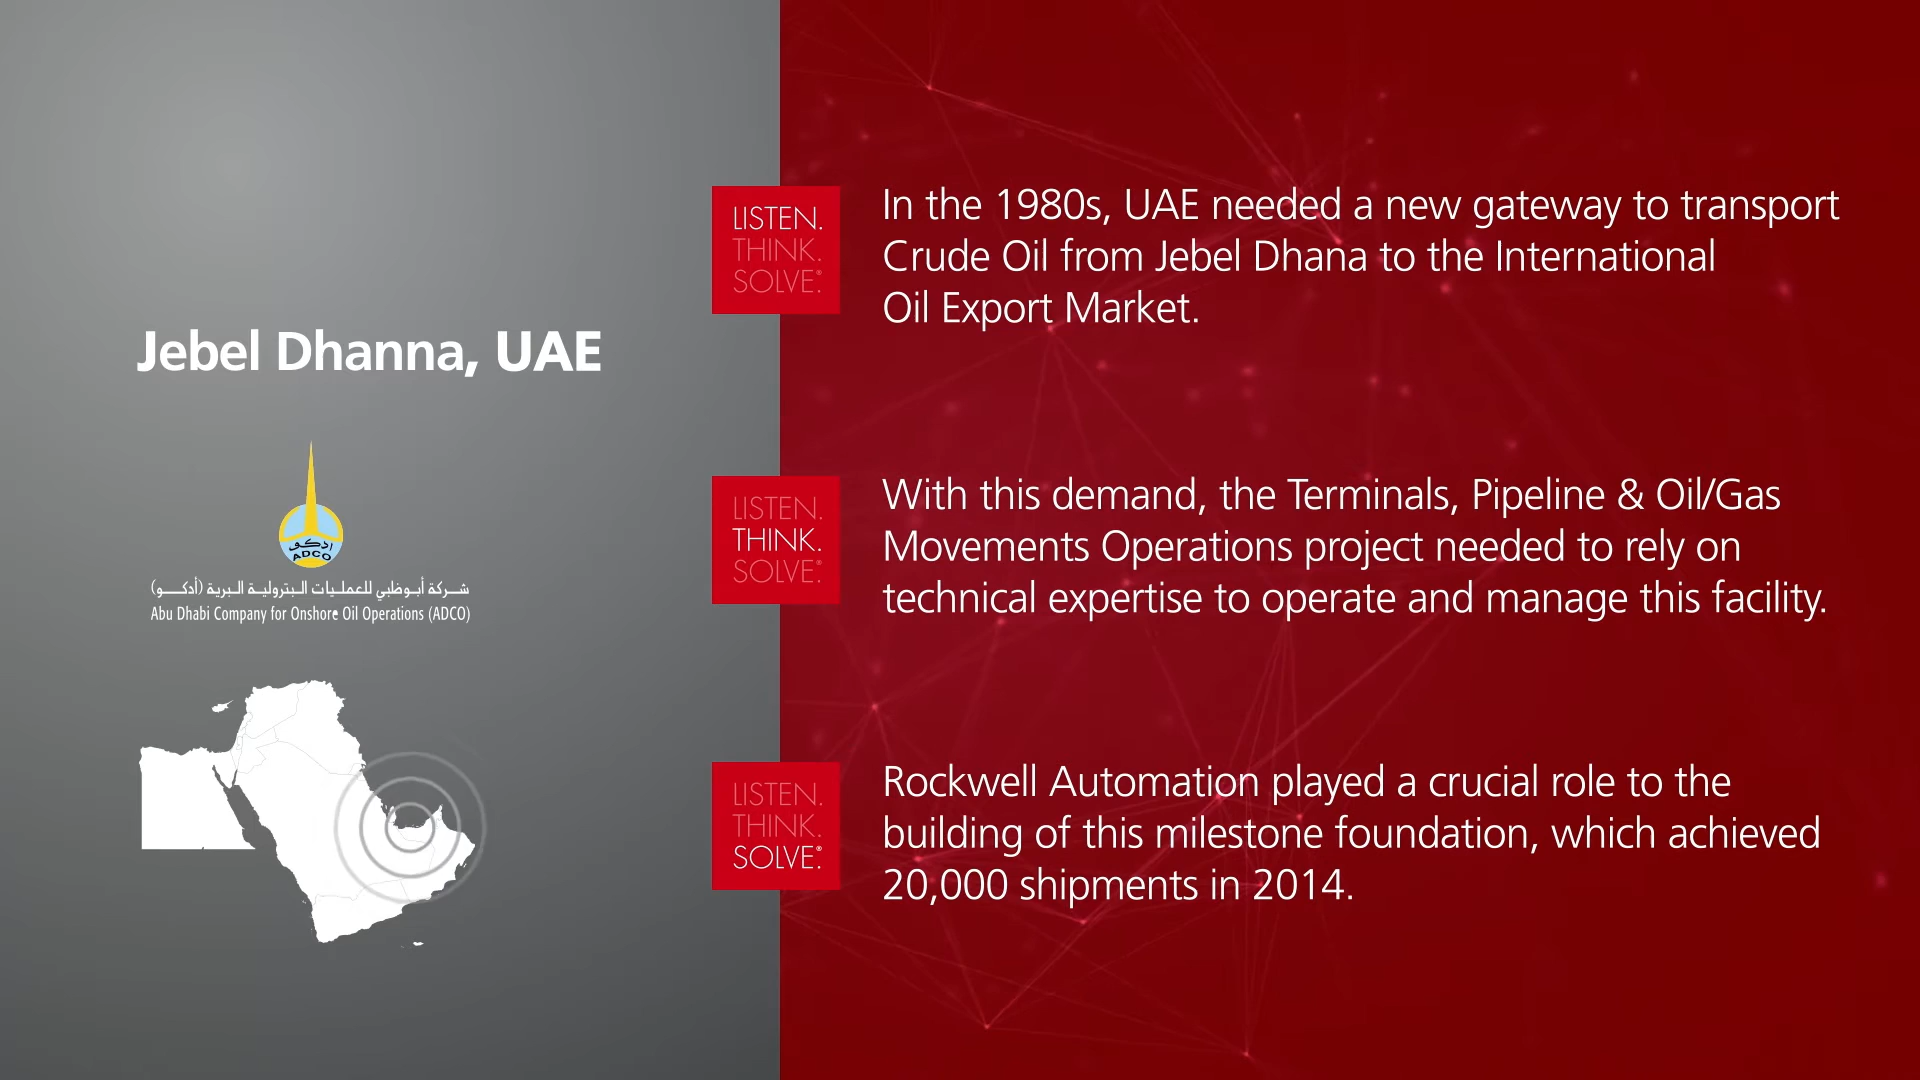 Jebel Dhanna, UAE
ادكو
ADCO
شركة أبوظبي للعمليات البترولية البرية (أدكو)
Abu Dhabi Company for Onshore Oil Operations (ADCO)
LISTEN.
THINK.
SOLVE.®
In the 1980s, UAE needed a new gateway to transport
Crude Oil from Jebel Dhana to the International
Oil Export Market.
LISTEN.
THINK.
SOLVE.®
With this demand, the Terminals, Pipeline & Oil/Gas
Movements Operations project needed to rely on
technical expertise to operate and manage this facility.
LISTEN.
THINK.
SOLVE.®
Rockwell Automation played a crucial role to the
building of this milestone foundation, which achieved
20,000 shipments in 2014.